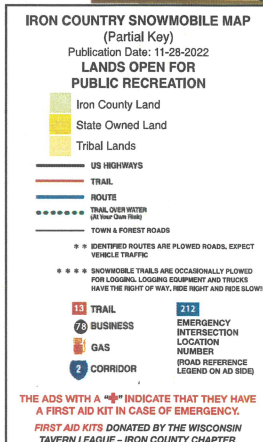 IRON COUNTRY SNOWMOBILE MAP
(Partial Key)
Publication Date: 11-28-2022
LANDS OPEN FOR
PUBLIC RECREATION
Iron County Land
State Owned Land
Tribal Lands
US HIGHWAYS
TRAIL
ROUTE
TRAIL OVER WATER
(At Your Own Risk)
TOWN & FOREST ROADS
* * IDENTIFIED ROUTES ARE PLOWED ROADS, EXPECT
VEHICLE TRAFFIC
* * * * SNOWMOBILE TRAILS ARE OCCASIONALLY PLOWED
FOR LOGGING. LOGGING EQUIPMENT AND TRUCKS
HAVE THE RIGHT OF WAY, RIDE RIGHT AND RIDE SLOW!!
13 TRAIL
78 BUSINESS
GAS
2 CORRIDOR
212
EMERGENCY
INTERSECTION
LOCATION
NUMBER
(ROAD REFERENCE
LEGEND ON AD SIDE)
THE ADS WITH A "✚" INDICATE THAT THEY HAVE
A FIRST AID KIT IN CASE OF EMERGENCY.
FIRST AID KITS DONATED BY THE WISCONSIN
TAVERN LEAGUE – IRON COUNTY CHAPTER